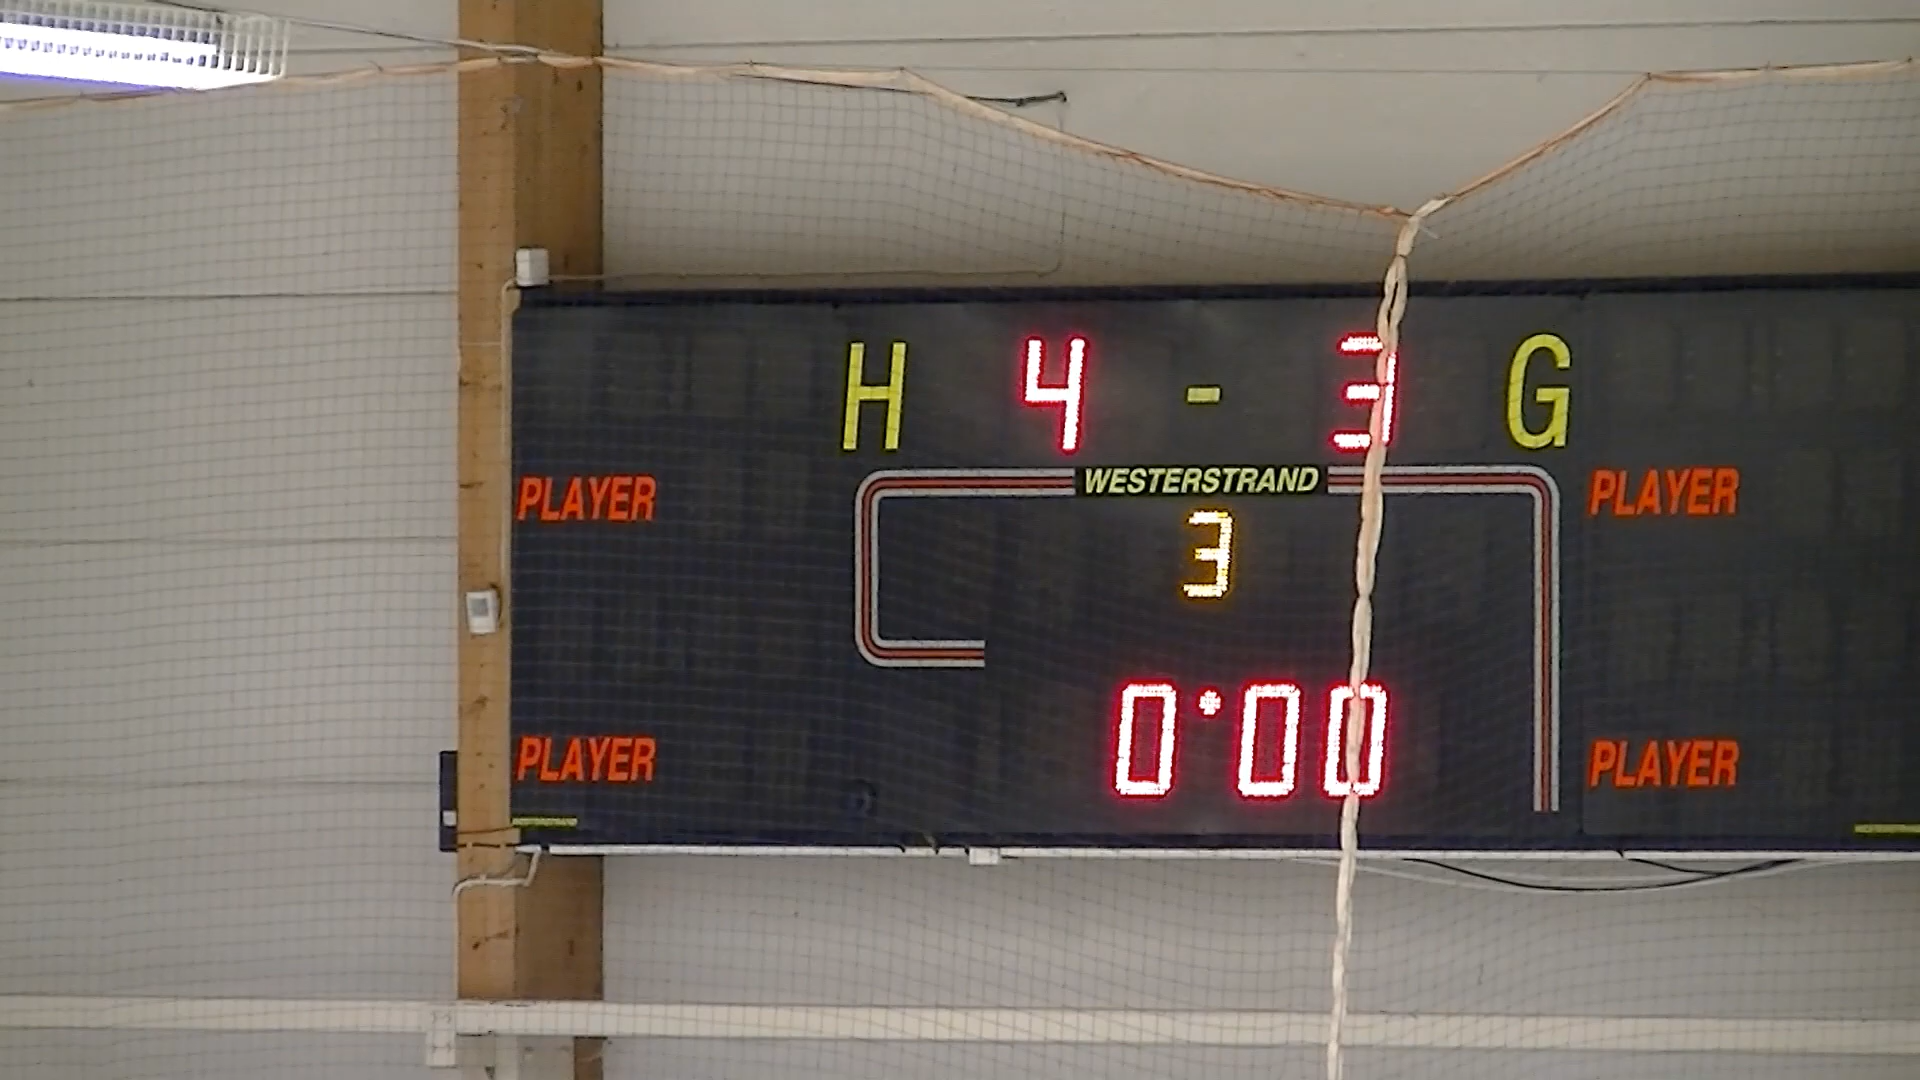 H 4 - 3 G
WESTERSTRAND
PLAYER PLAYER
3
0:00
PLAYER PLAYER